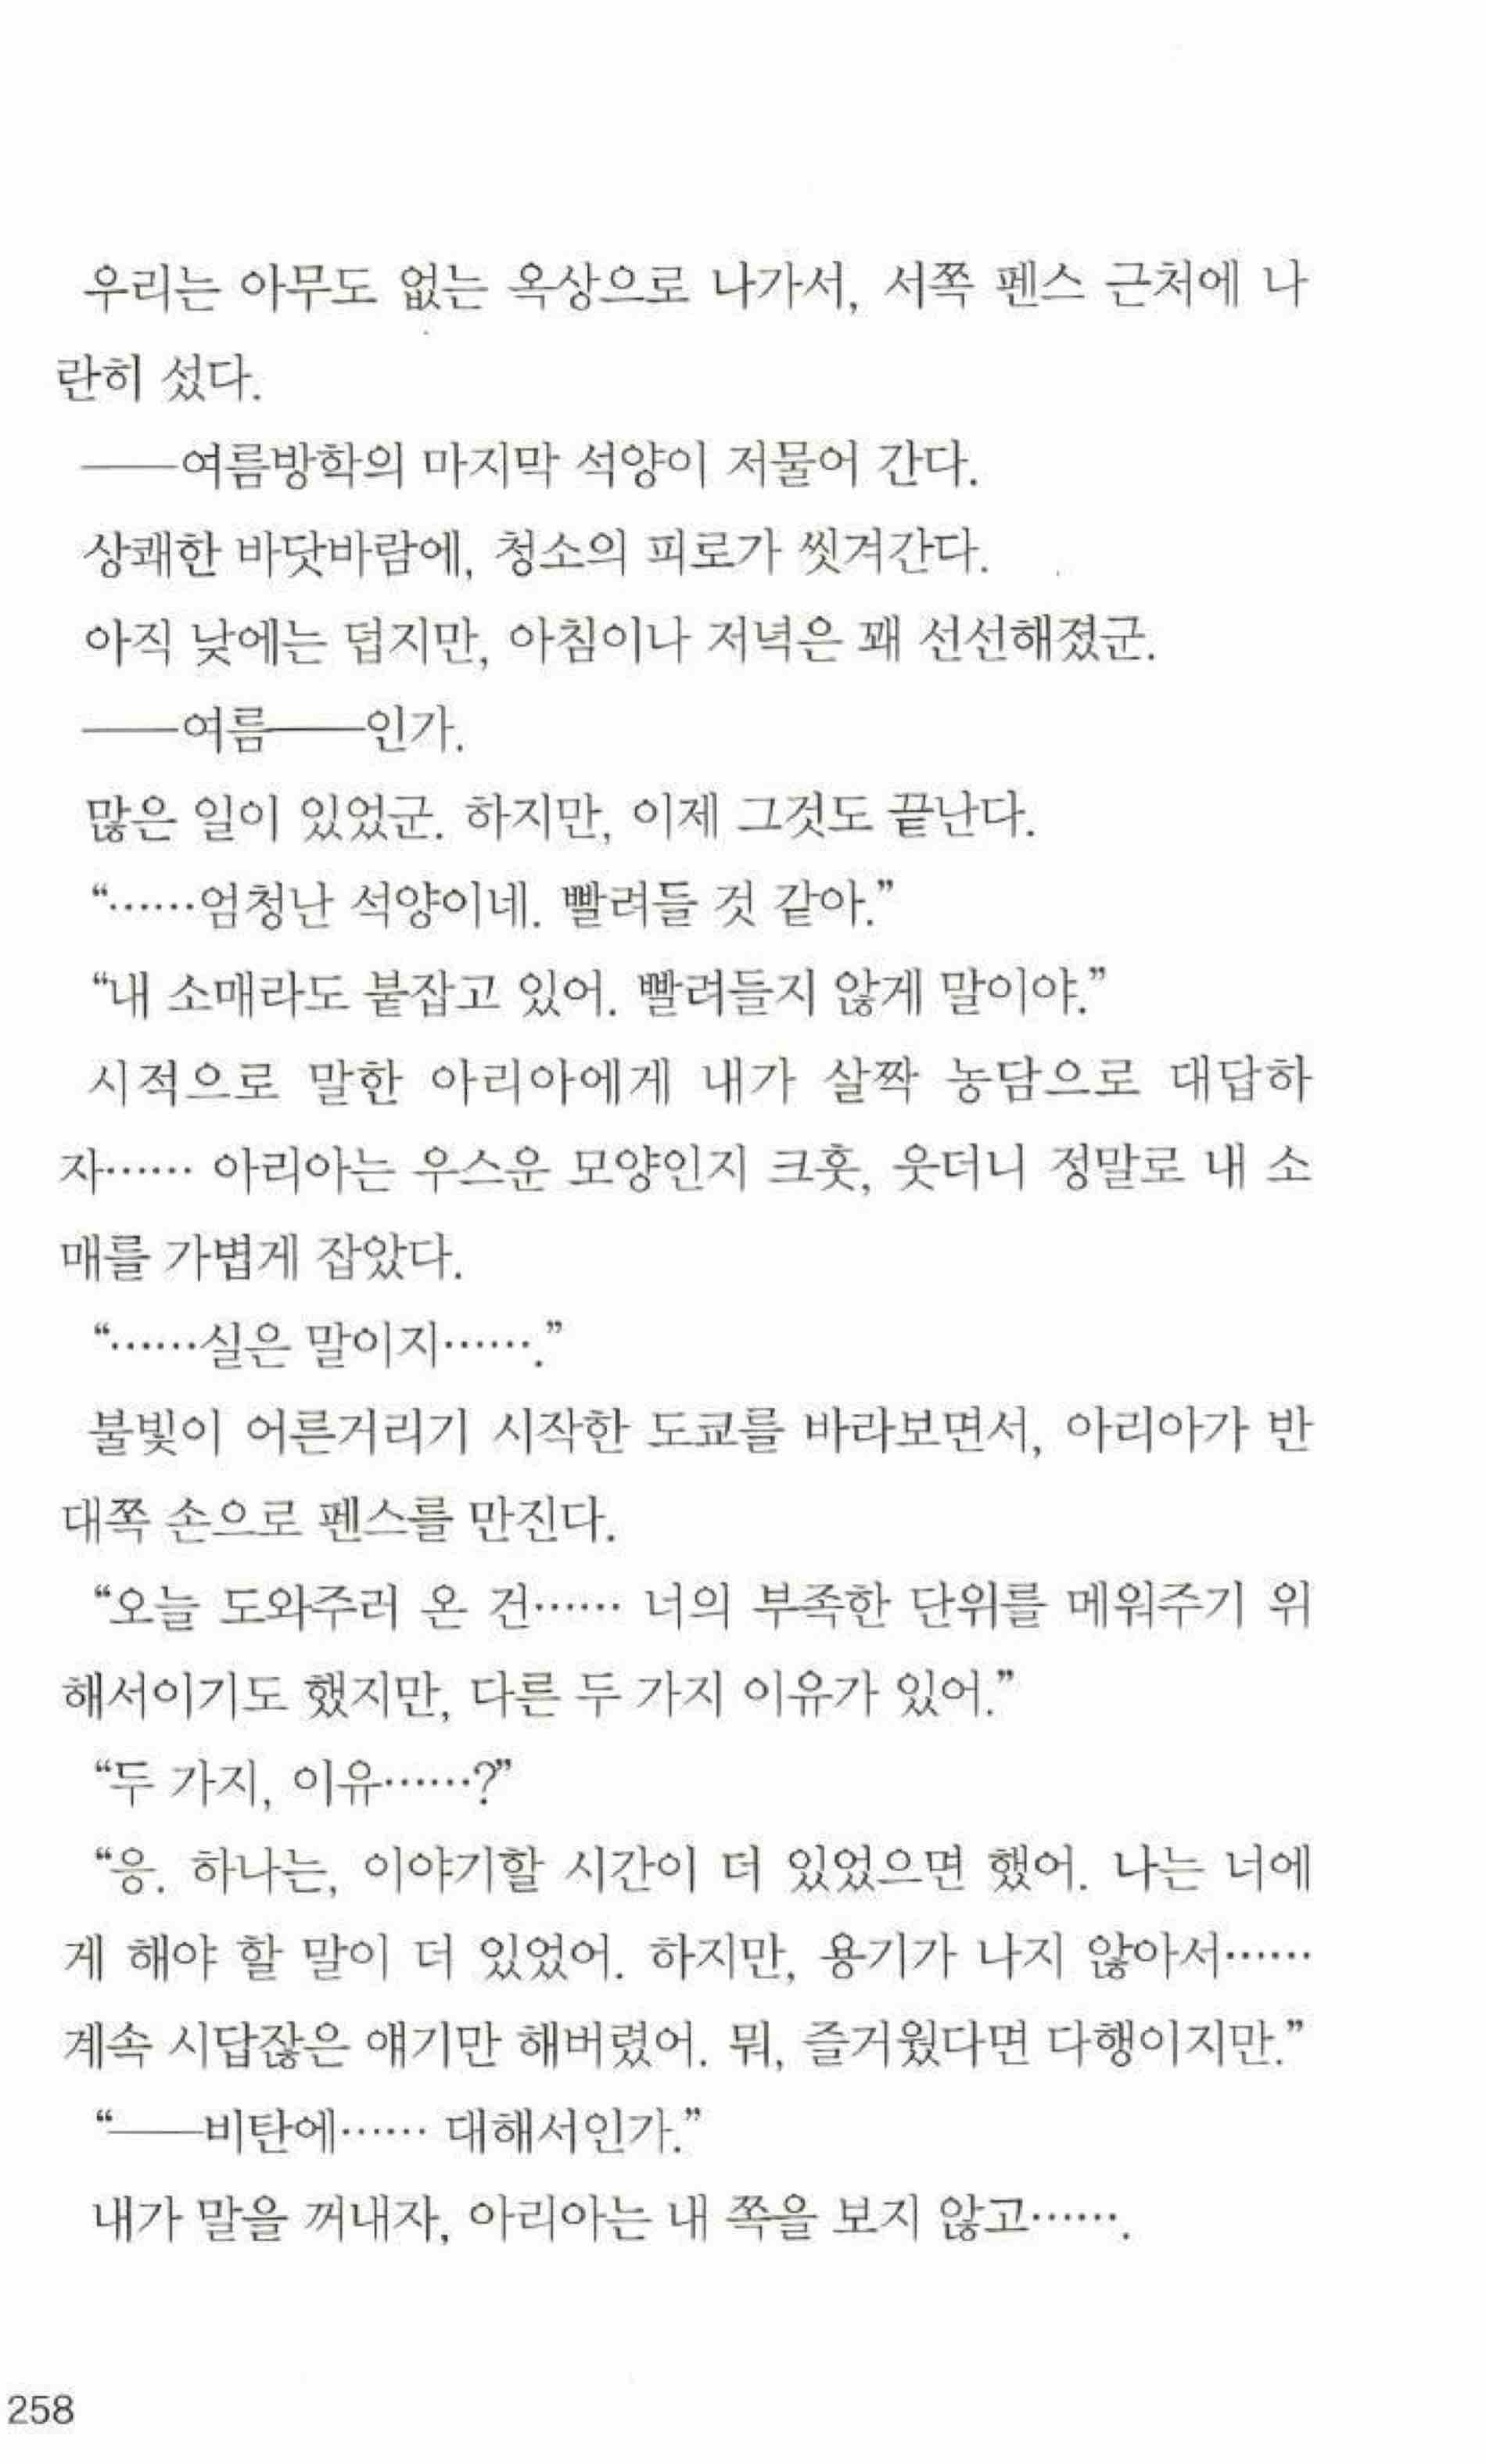 우리는 아무도 없는 옥상으로 나가서, 서쪽 펜스 근처에 나
란히 섰다.
──여름방학의 마지막 석양이 저물어 간다.
상쾌한 바닷바람에, 청소의 피로가 씻겨간다.
아직 낮에는 덥지만, 아침이나 저녁은 꽤 선선해졌군.
──여름──인가.
많은 일이 있었군. 하지만, 이제 그것도 끝난다.
“……엄청난 석양이네. 빨려들 것 같아.”
“내 소매라도 붙잡고 있어. 빨려들지 않게 말이야.”
시적으로 말한 아리아에게 내가 살짝 농담으로 대답하
자…… 아리아는 우스운 모양인지 크훗, 웃더니 정말로 내 소
매를 가볍게 잡았다.
“……실은 말이지…….”
불빛이 어른거리기 시작한 도쿄를 바라보면서, 아리아가 반
대쪽 손으로 펜스를 만진다.
“오늘 도와주러 온 건…… 너의 부족한 단위를 메워주기 위
해서이기도 했지만, 다른 두 가지 이유가 있어.”
“두 가지, 이유……?”
“응. 하나는, 이야기할 시간이 더 있었으면 했어. 나는 너에
게 해야 할 말이 더 있었어. 하지만, 용기가 나지 않아서……
계속 시답잖은 얘기만 해버렸어. 뭐, 즐거웠다면 다행이지만.”
“──비탄에…… 대해서인가.”
내가 말을 꺼내자, 아리아는 내 쪽을 보지 않고…….
258